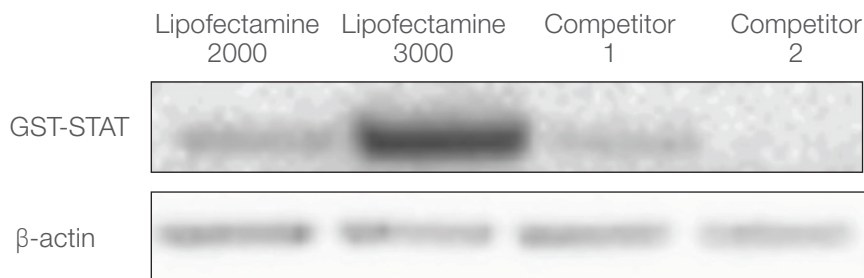 Lipofectamine 2000
Lipofectamine 3000
Competitor 1
Competitor 2
GST-STAT
β-actin